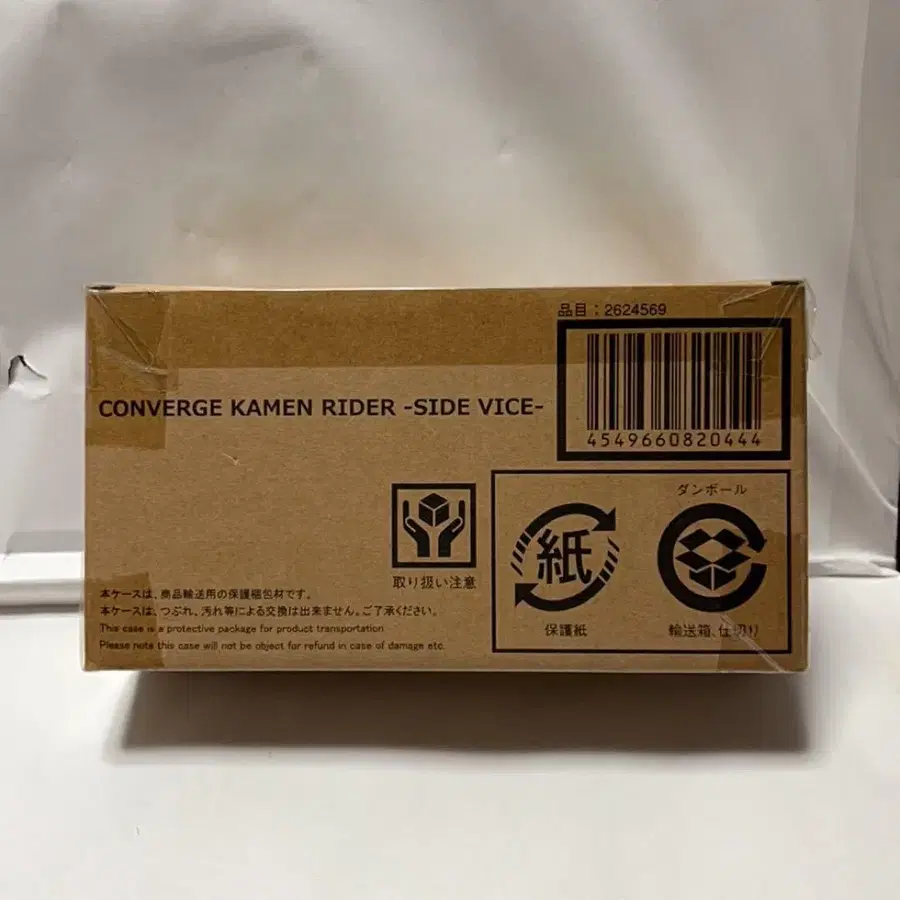 品目：2624569
CONVERGE KAMEN RIDER -SIDE VICE-
4549660820444
ダンボール
紙
取り扱い注意
保護紙
輸送箱、仕切り
本ケースは、商品輸送用の保護梱包材です。
本ケースは、つぶれ、汚れ等による交換は出来ません。ご了承ください。
This case is a protective package for product transportation
Please note this case will not be object for refund in case of damage etc.